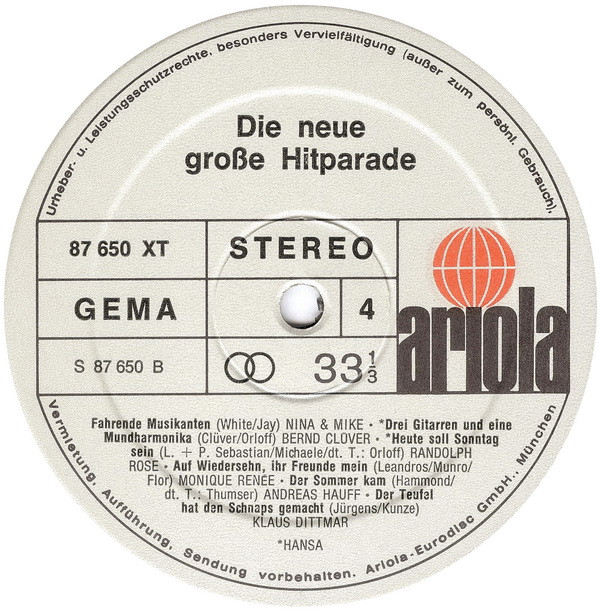 Urheber- u. Leistungsschutzrechte, besonders Vervielfältigung (außer zum persönl. Gebrauch),
Die neue
große Hitparade
87 650 XT
STEREO
GEMA
4
ariola
S 87 650 B
33 1/3
Fahrende Musikanten (White/Jay) NINA & MIKE · *Drei Gitarren und eine
Mundharmonika (Clüver/Orloff) BERND CLÜVER · *Heute soll Sonntag
sein (L. + P. Sebastian/Michaele/dt. T.: Orloff) RANDOLPH
ROSE · Auf Wiedersehn, ihr Freunde mein (Leandros/Munro/
Flor) MONIQUE RENÉE · Der Sommer kam (Hammond/
dt. T.: Thumser) ANDREAS HAUFF · Der Teufel
hat den Schnaps gemacht (Jürgens/Kunze)
KLAUS DITTMAR
*HANSA
Vermietung, Aufführung, Sendung vorbehalten. Ariola-Eurodisc GmbH., München